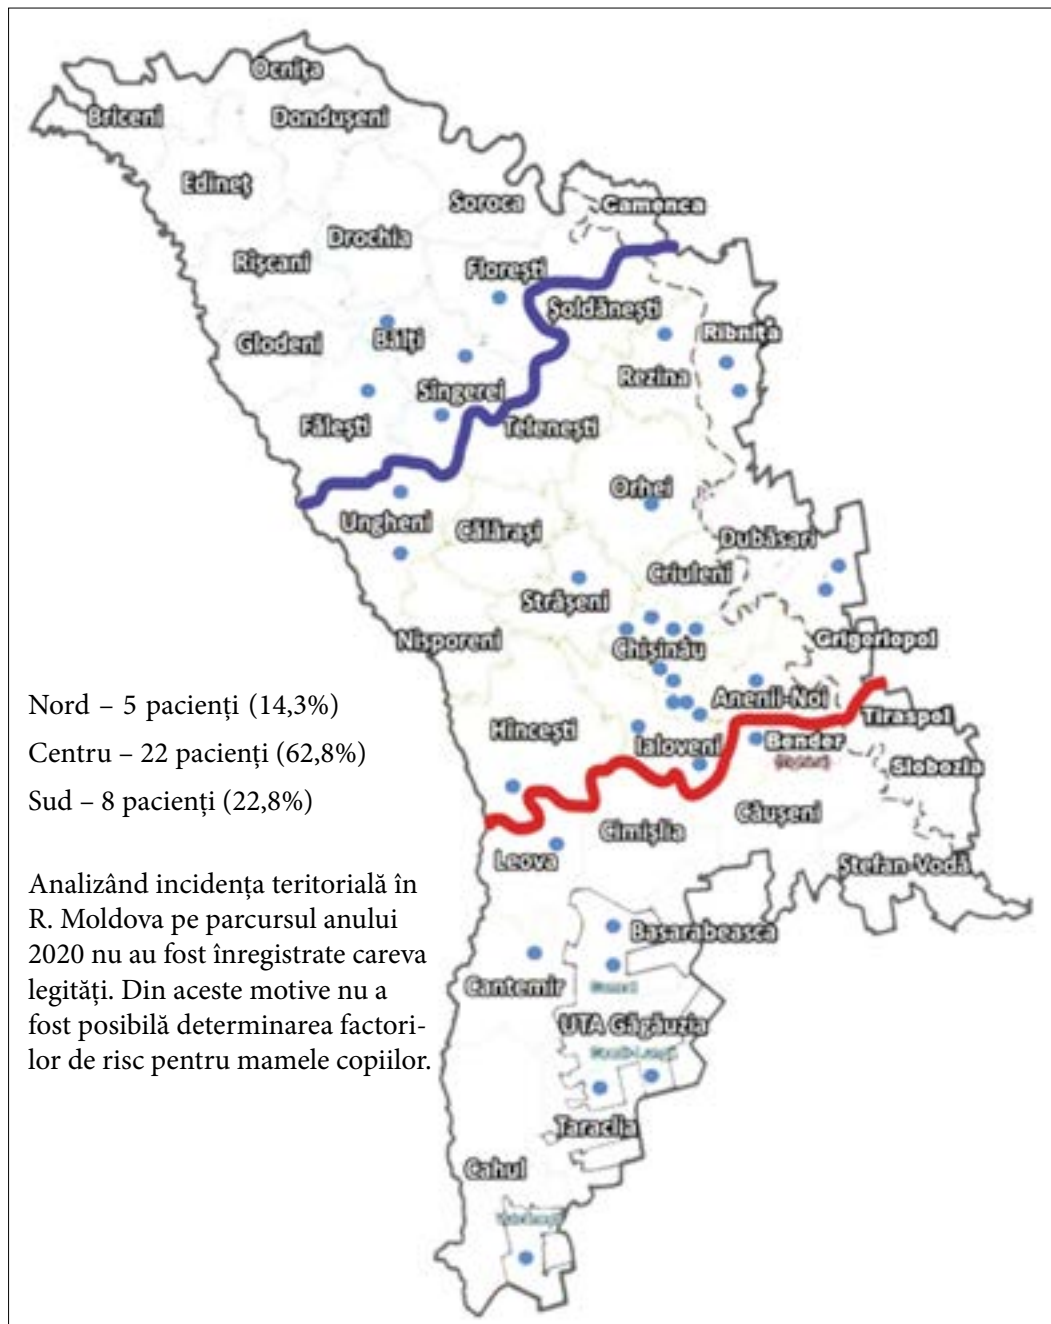 Ocnița
Briceni
Dondușeni
Edineț
Soroca
Camenca
Drochia
Rîșcani
Florești
Șoldănești
Glodeni
Bălți
Ribnița
Rezina
Sîngerei
Fălești
Telenești
Orhei
Ungheni
Călărași
Dubăsari
Criuleni
Strășeni
Nisporeni
Chișinău
Grigoriopol
Anenii-Noi
Tiraspol
Hîncești
Ialoveni
Bender
Slobozia
Căușeni
Cimișlia
Leova
Ștefan-Vodă
Basarabeasca
Cantemir
UTA Găgăuzia
Taraclia
Cahul
Nord – 5 pacienți (14,3%)
Centru – 22 pacienți (62,8%)
Sud – 8 pacienți (22,8%)
Analizând incidența teritorială în
R. Moldova pe parcursul anului
2020 nu au fost înregistrate careva
legități. Din aceste motive nu a
fost posibilă determinarea factori-
lor de risc pentru mamele copiilor.